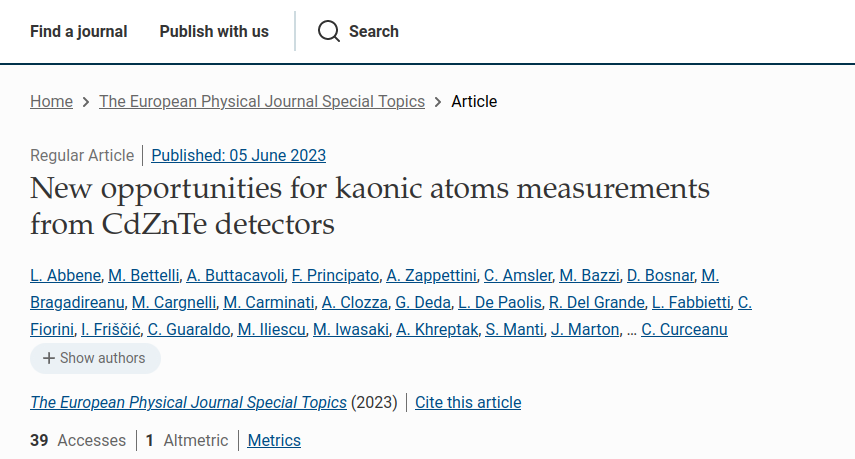 Find a journal Publish with us Search
Home > The European Physical Journal Special Topics > Article
Regular Article | Published: 05 June 2023
New opportunities for kaonic atoms measurements
from CdZnTe detectors
L. Abbene, M. Bettelli, A. Buttacavoli, F. Principato, A. Zappettini, C. Amsler, M. Bazzi, D. Bosnar, M.
Bragadireanu, M. Cargnelli, M. Carminati, A. Clozza, G. Deda, L. De Paolis, R. Del Grande, L. Fabbietti, C.
Fiorini, I. Friščić, C. Guaraldo, M. Iliescu, M. Iwasaki, A. Khreptak, S. Manti, J. Marton, ... C. Curceanu
+ Show authors
The European Physical Journal Special Topics (2023) | Cite this article
39 Accesses | 1 Altmetric | Metrics